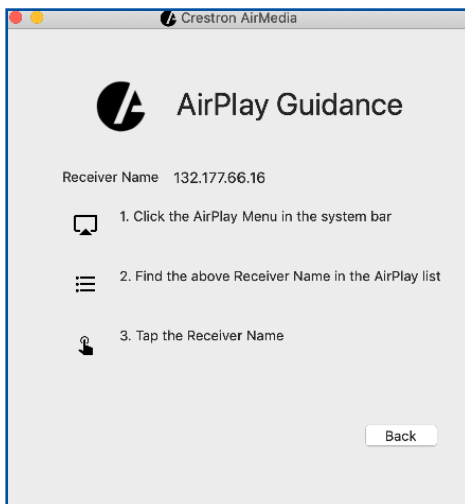 Crestron AirMedia
AirPlay Guidance
Receiver Name 132.177.66.16
1. Click the AirPlay Menu in the system bar
2. Find the above Receiver Name in the AirPlay list
3. Tap the Receiver Name
Back